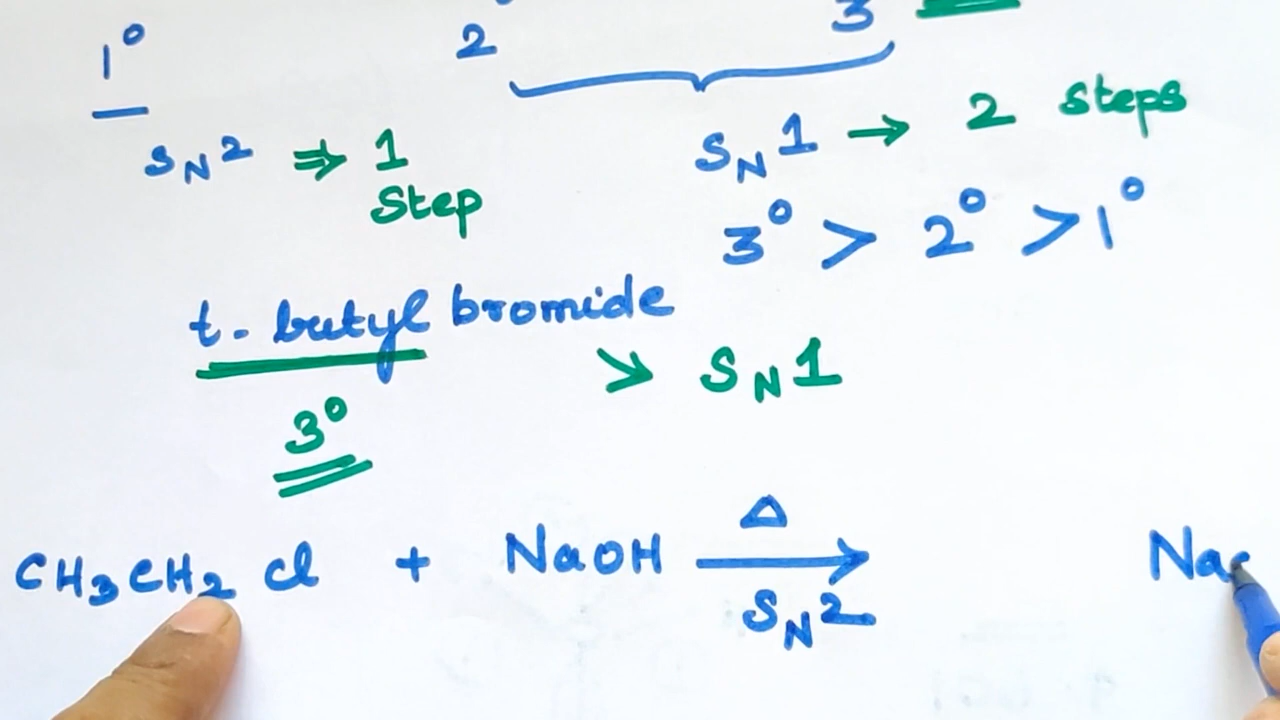 1° 2° 3
SN2 ⇒ 1 Step
SN1 → 2 Steps
3° > 2° > 1°
t. butyl bromide
> SN1
3°
CH3CH2 Cl + NaOH Δ → SN2 Na